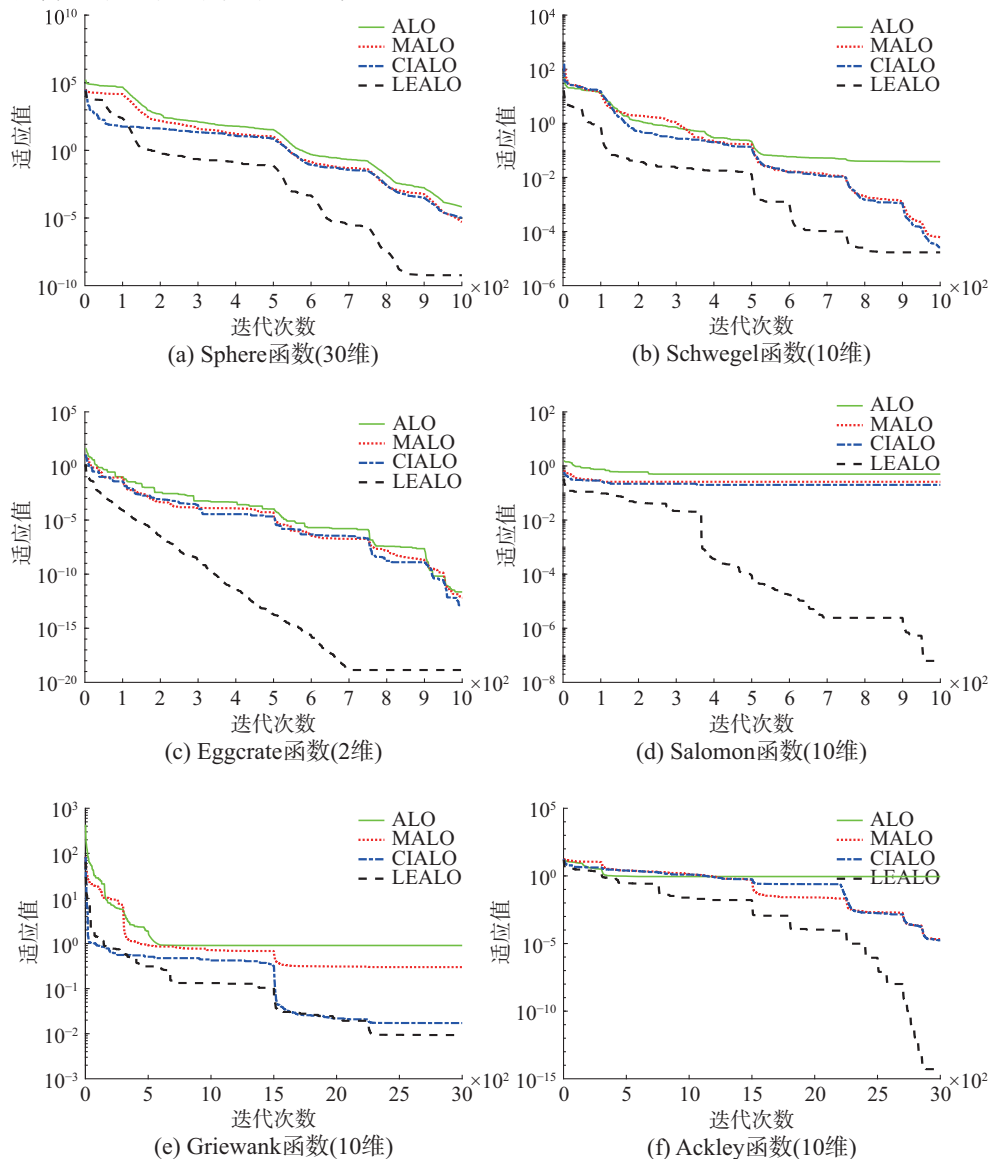 10^10
10^5
10^0
10^-5
10^-10
适应值
ALO
MALO
CIALO
LEALO
0 1 2 3 4 5 6 7 8 9 10 ×10^2
迭代次数
(a) Sphere函数(30维)
10^4
10^2
10^0
10^-2
10^-4
10^-6
适应值
ALO
MALO
CIALO
LEALO
0 1 2 3 4 5 6 7 8 9 10 ×10^2
迭代次数
(b) Schwegel函数(10维)
10^5
10^0
10^-5
10^-10
10^-15
10^-20
适应值
ALO
MALO
CIALO
LEALO
0 1 2 3 4 5 6 7 8 9 10 ×10^2
迭代次数
(c) Eggcrate函数(2维)
10^2
10^0
10^-2
10^-4
10^-6
10^-8
适应值
ALO
MALO
CIALO
LEALO
0 1 2 3 4 5 6 7 8 9 10 ×10^2
迭代次数
(d) Salomon函数(10维)
10^3
10^2
10^1
10^0
10^-1
10^-2
10^-3
适应值
ALO
MALO
CIALO
LEALO
0 5 10 15 20 25 30 ×10^2
迭代次数
(e) Griewank函数(10维)
10^5
10^0
10^-5
10^-10
10^-15
适应值
ALO
MALO
CIALO
LEALO
0 5 10 15 20 25 30 ×10^2
迭代次数
(f) Ackley函数(10维)